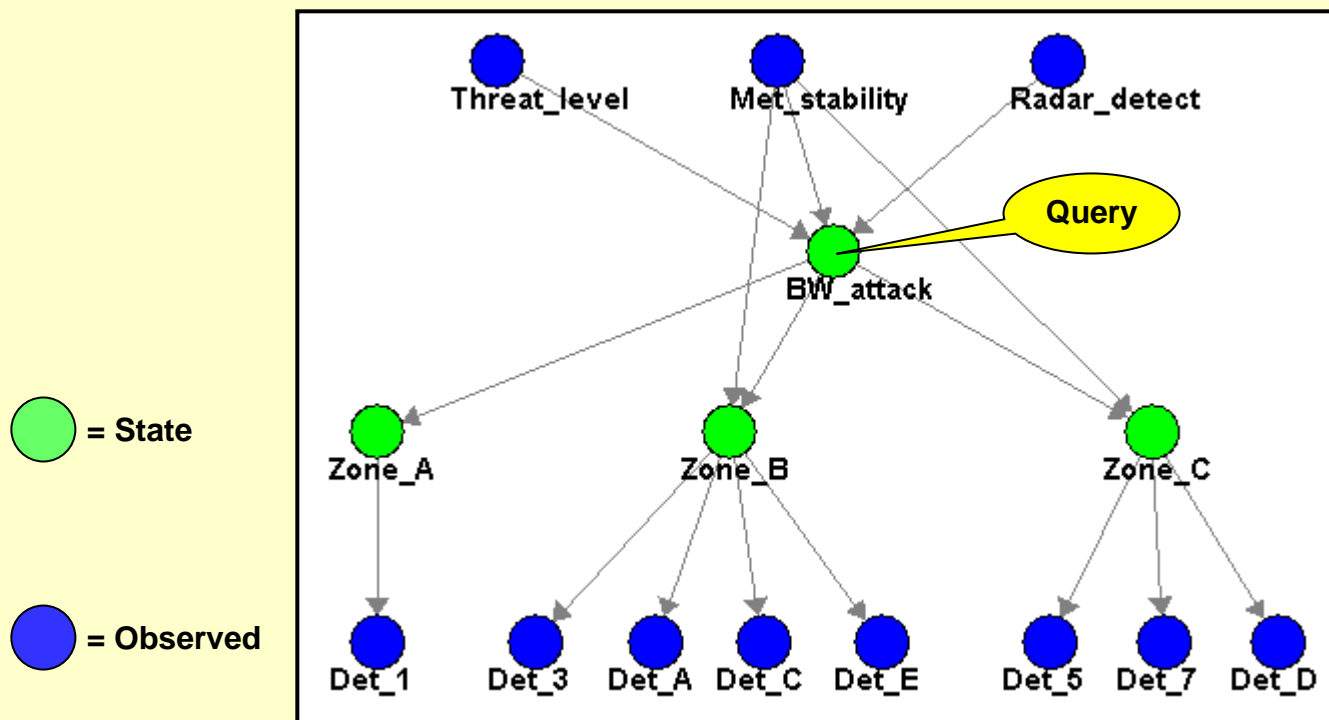 Threat_level
Met_stability
Radar_detect
Query
BW_attack
= State
Zone_A
Zone_B
Zone_C
= Observed
Det_1
Det_3
Det_A
Det_C
Det_E
Det_5
Det_7
Det_D